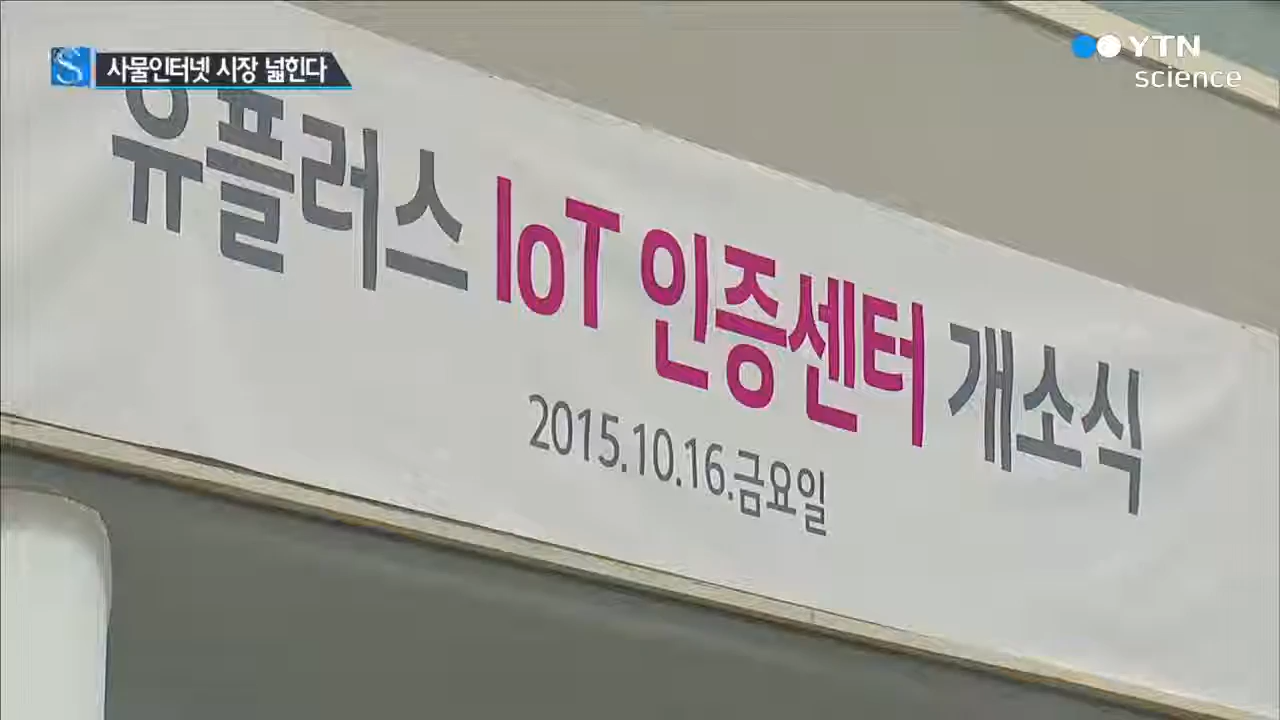 사물인터넷 시장 넓힌다
YTN
science
유플러스 IoT 인증센터 개소식
2015.10.16.금요일